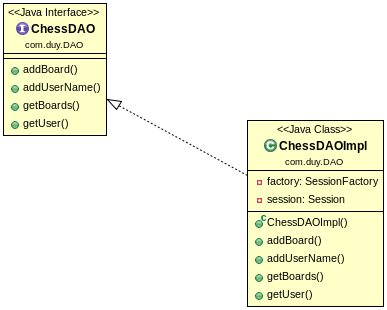 <<Java Interface>>
ChessDAO
com.duy.DAO
addBoard()
addUserName()
getBoards()
getUser()
<<Java Class>>
ChessDAOImpl
com.duy.DAO
factory: SessionFactory
session: Session
ChessDAOImpl()
addBoard()
addUserName()
getBoards()
getUser()